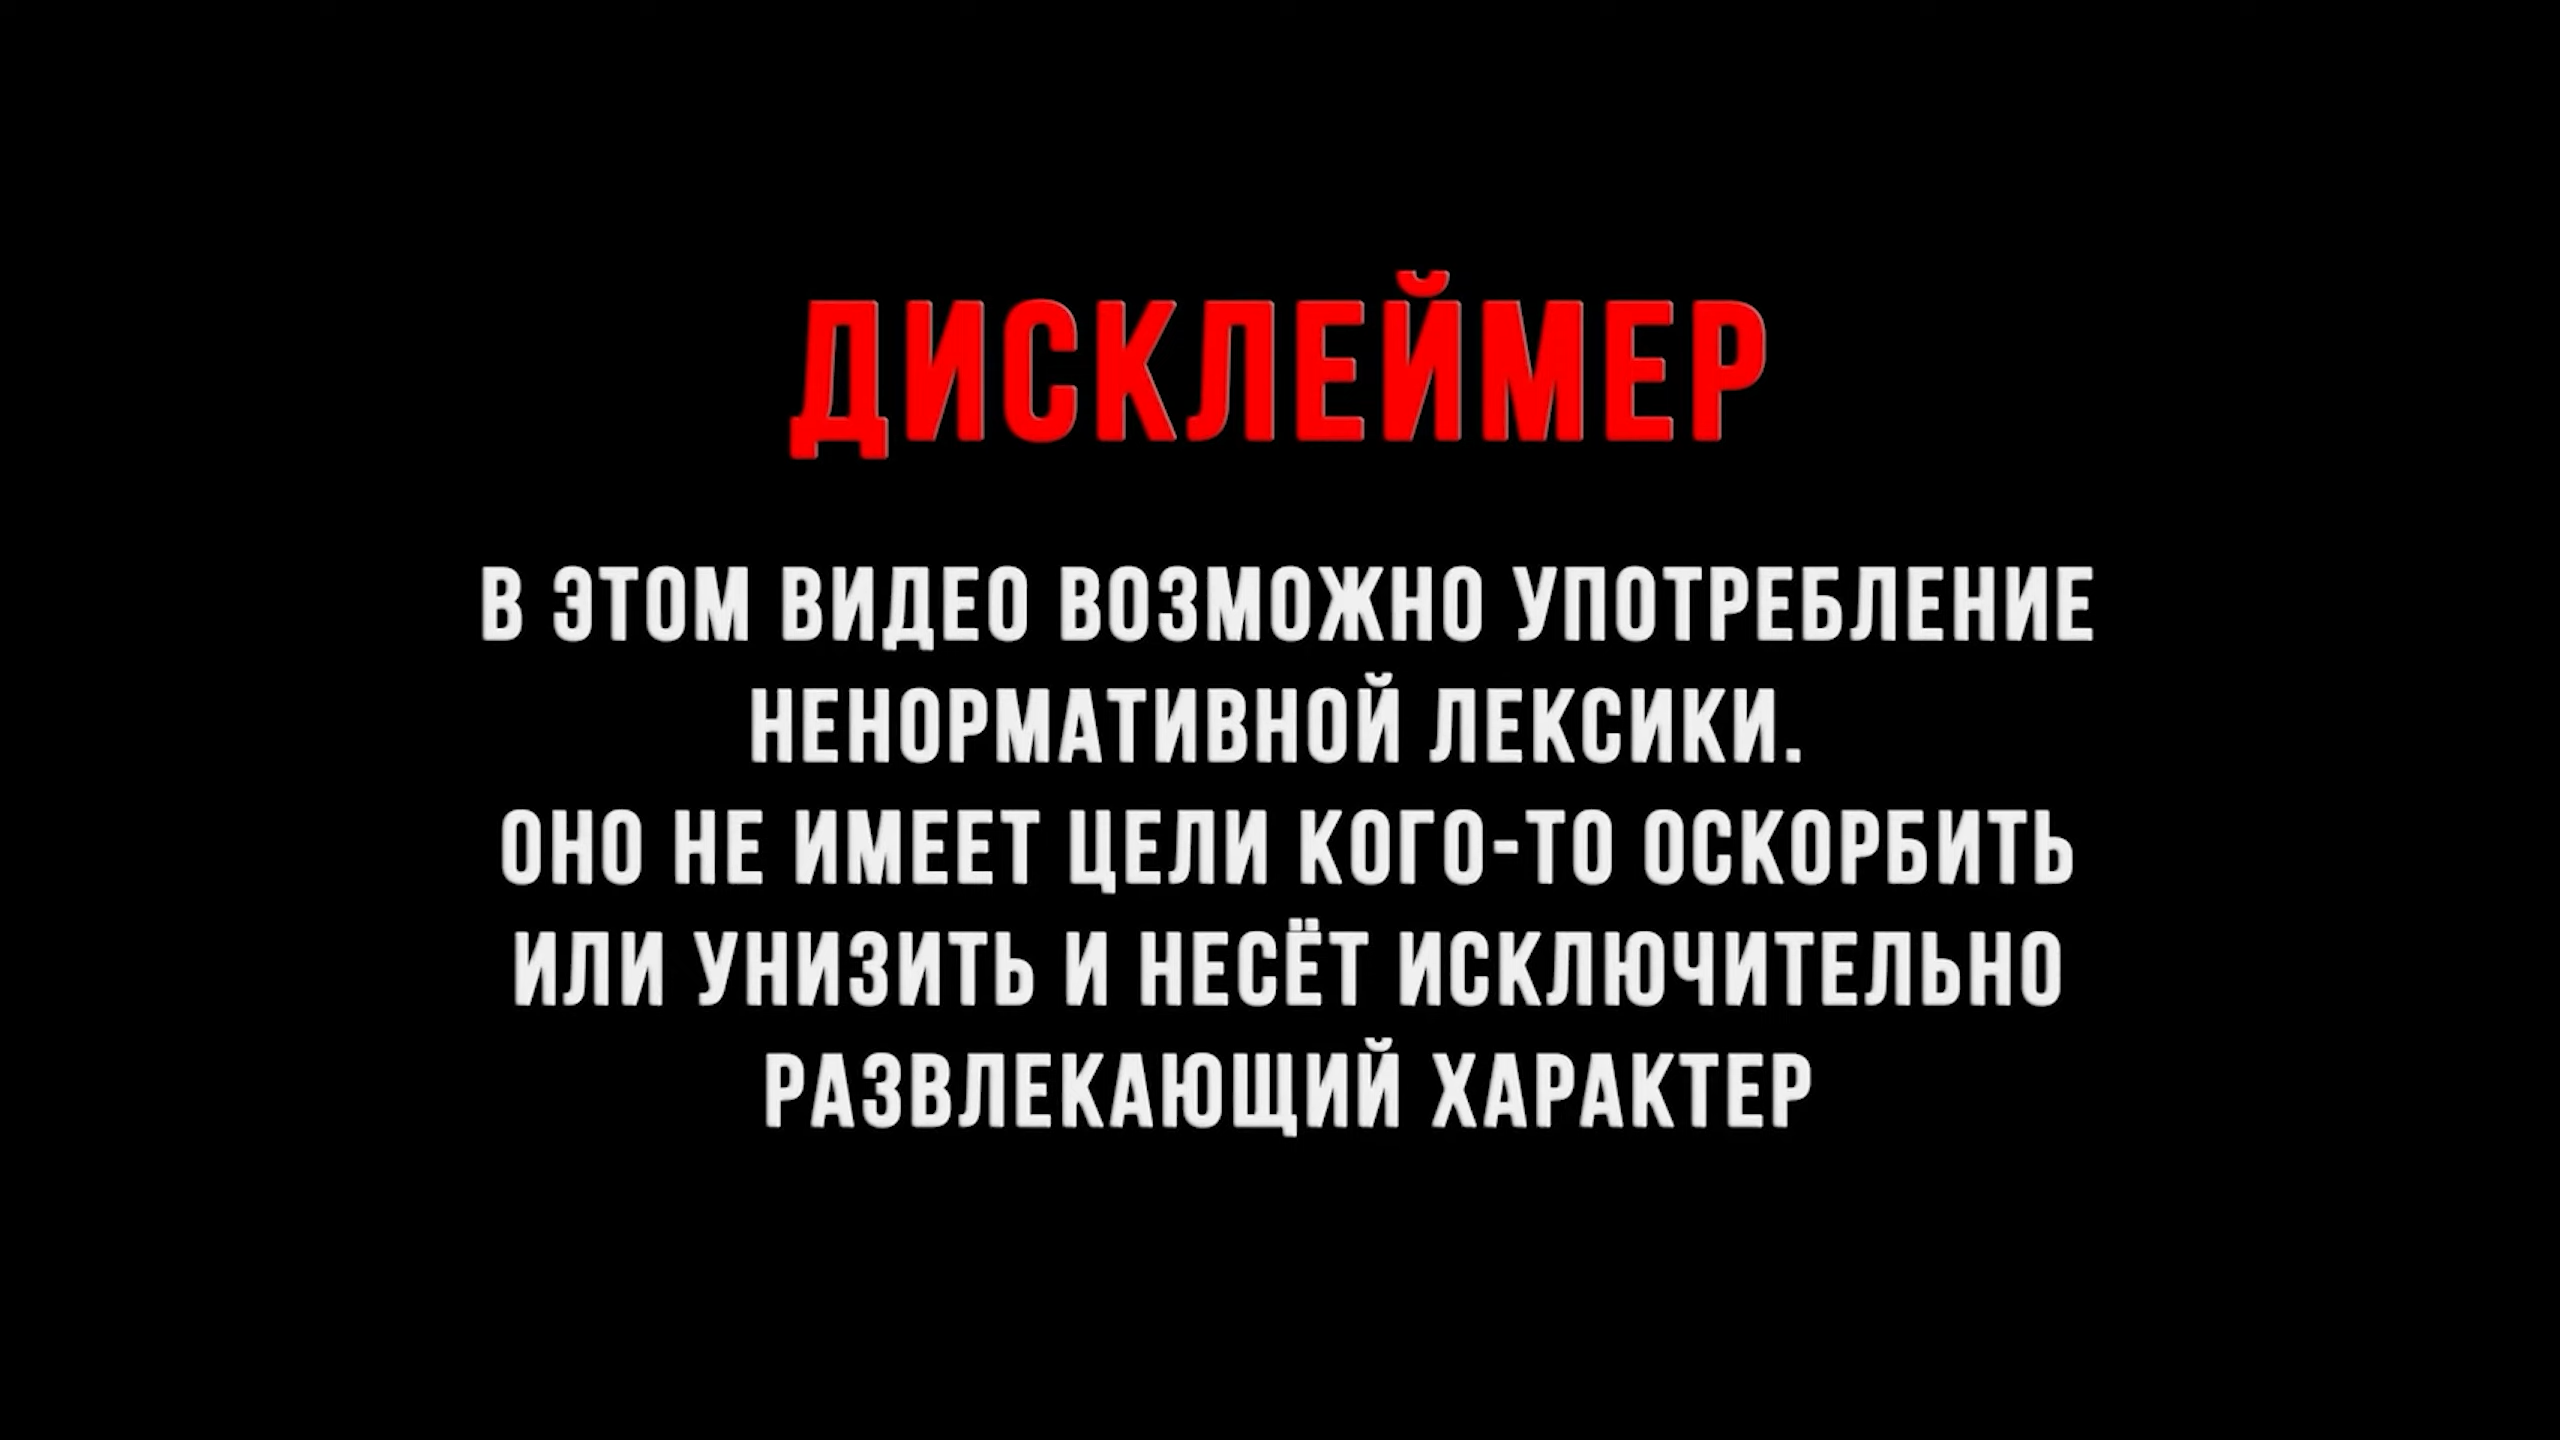 ДИСКЛЕЙМЕР
В ЭТОМ ВИДЕО ВОЗМОЖНО УПОТРЕБЛЕНИЕ
НЕНОРМАТИВНОЙ ЛЕКСИКИ.
ОНО НЕ ИМЕЕТ ЦЕЛИ КОГО-ТО ОСКОРБИТЬ
ИЛИ УНИЗИТЬ И НЕСЁТ ИСКЛЮЧИТЕЛЬНО
РАЗВЛЕКАЮЩИЙ ХАРАКТЕР